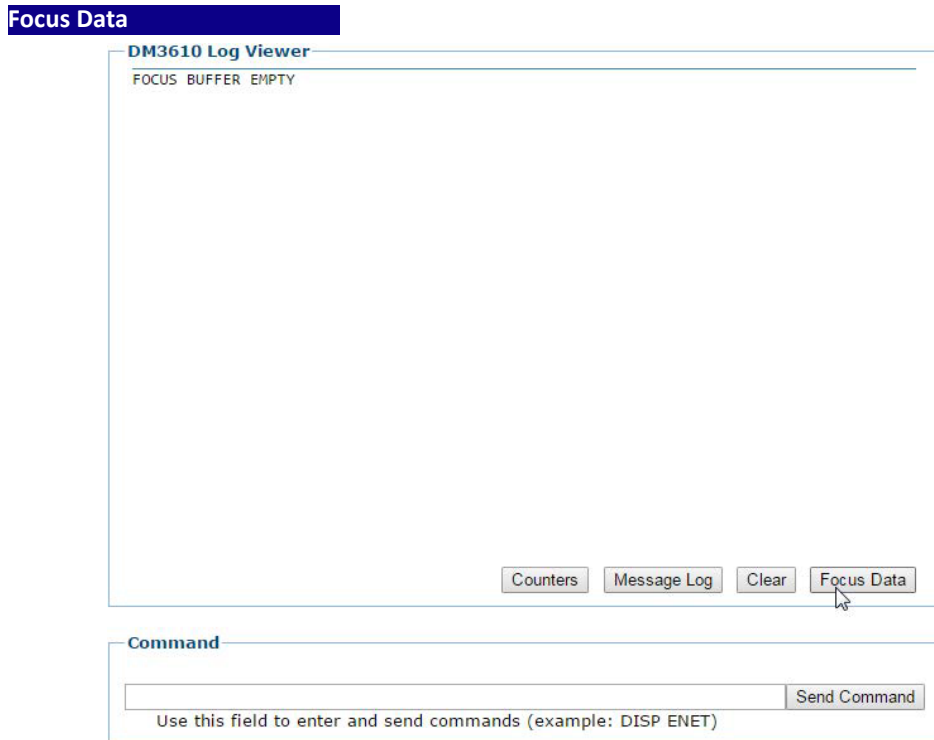 Focus Data
DM3610 Log Viewer
FOCUS BUFFER EMPTY
Counters Message Log Clear Focus Data
Command
Send Command
Use this field to enter and send commands (example: DISP ENET)